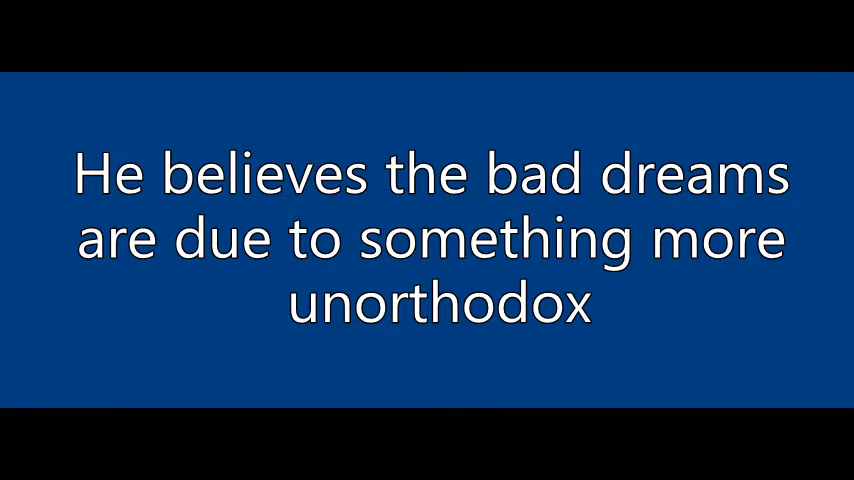 He believes the bad dreams
are due to something more
unorthodox